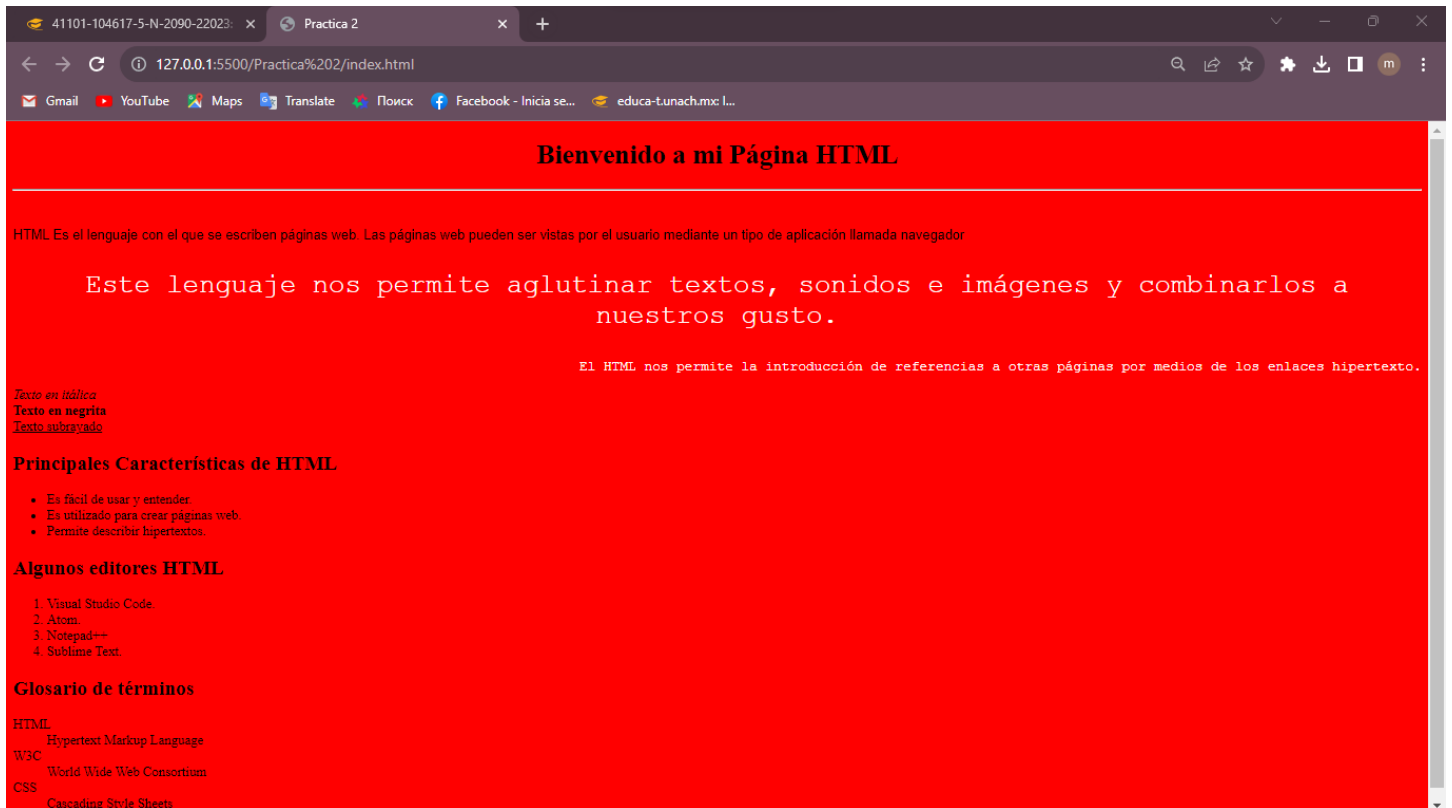 41101-104617-5-N-2090-22023:
Practica 2
127.0.0.1:5500/Practica%202/index.html
m
Gmail YouTube Maps Translate Поиск Facebook - Inicia se... educa-t.unach.mx: I...
Bienvenido a mi Página HTML
HTML Es el lenguaje con el que se escriben páginas web. Las páginas web pueden ser vistas por el usuario mediante un tipo de aplicación llamada navegador
Este lenguaje nos permite aglutinar textos, sonidos e imágenes y combinarlos a
nuestros gusto.
El HTML nos permite la introducción de referencias a otras páginas por medios de los enlaces hipertexto.
Texto en itálica
Texto en negrita
Texto subrayado
Principales Características de HTML
• Es fácil de usar y entender.
• Es utilizado para crear páginas web.
• Permite describir hipertextos.
Algunos editores HTML
1. Visual Studio Code.
2. Atom.
3. Notepad++
4. Sublime Text.
Glosario de términos
HTML
Hypertext Markup Language
W3C
World Wide Web Consortium
CSS
Cascading Style Sheets